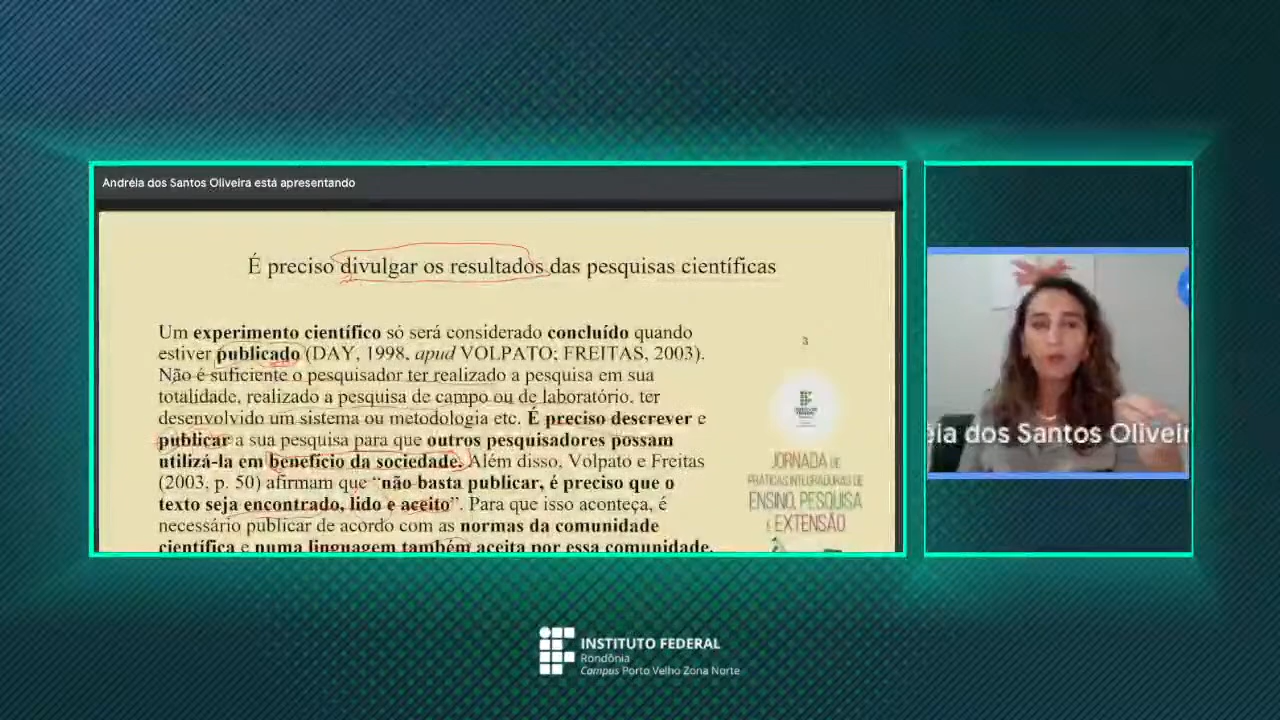 Andréia dos Santos Oliveira está apresentando
É preciso divulgar os resultados das pesquisas científicas
Um experimento científico só será considerado concluído quando
estiver publicado (DAY, 1998, apud VOLPATO; FREITAS, 2003).
Não é suficiente o pesquisador ter realizado a pesquisa em sua
totalidade, realizado a pesquisa de campo ou de laboratório, ter
desenvolvido um sistema ou metodologia etc. É preciso descrever e
publicar a sua pesquisa para que outros pesquisadores possam
utilizá-la em benefício da sociedade. Além disso, Volpato e Freitas
(2003, p. 50) afirmam que “não basta publicar, é preciso que o
texto seja encontrado, lido e aceito”. Para que isso aconteça, é
necessário publicar de acordo com as normas da comunidade
científica e numa linguagem também aceita por essa comunidade.
3
JORNADA DE
PRÁTICAS INTEGRADORAS DE
ENSINO, PESQUISA
E EXTENSÃO
éia dos Santos Oliveir
INSTITUTO FEDERAL
Rondônia
Campus Porto Velho Zona Norte